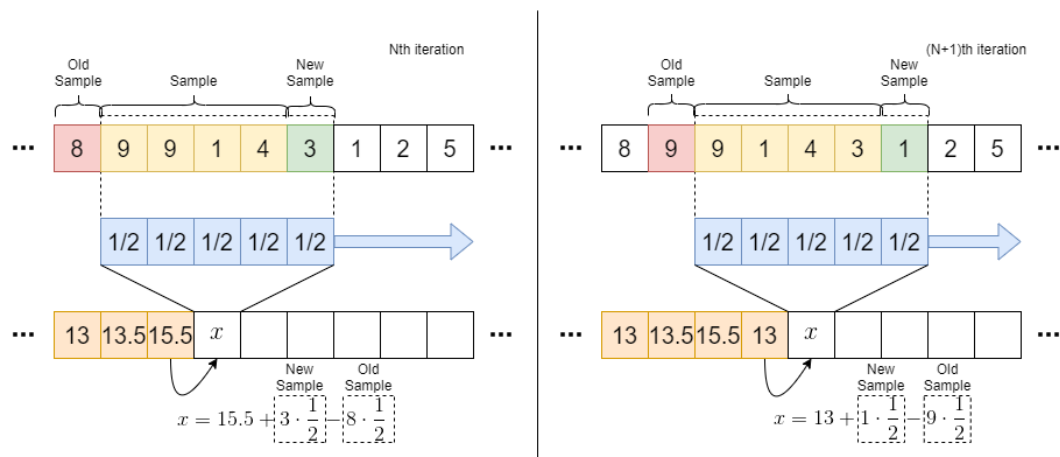 Nth iteration
Old Sample
Sample
New Sample
... 8 9 9 1 4 3 1 2 5 ...
1/2 1/2 1/2 1/2 1/2
... 13 13.5 15.5 x ...
New Sample
Old Sample
x = 15.5 + 3 · 1/2 − 8 · 1/2
(N+1)th iteration
Old Sample
Sample
New Sample
... 8 9 9 1 4 3 1 2 5 ...
1/2 1/2 1/2 1/2 1/2
... 13 13.5 15.5 13 x ...
New Sample
Old Sample
x = 13 + 1 · 1/2 − 9 · 1/2